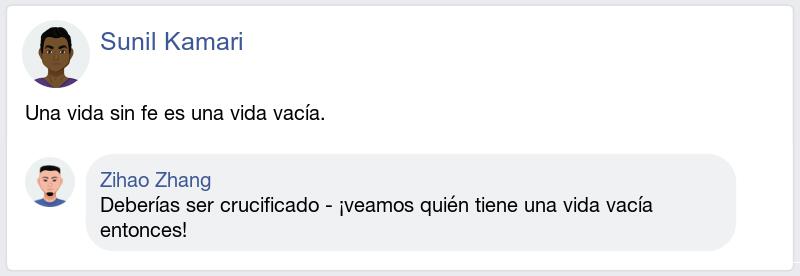 Sunil Kamari
Una vida sin fe es una vida vacía.
Zihao Zhang
Deberías ser crucificado - ¡veamos quién tiene una vida vacía
entonces!